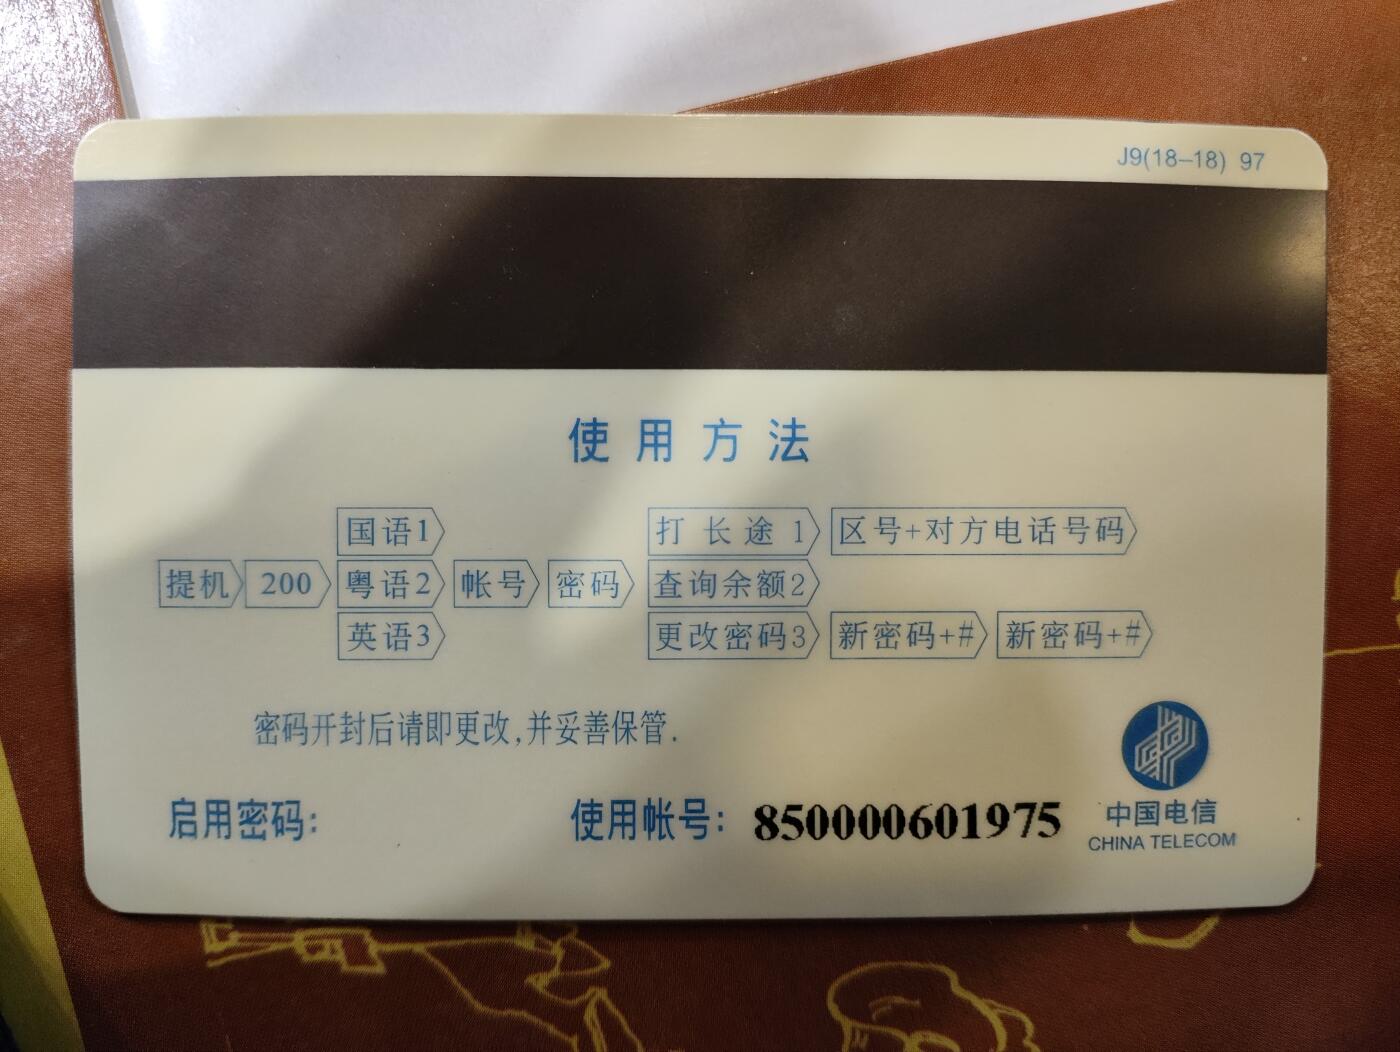 J9(18-18) 97
使用方法
国语1 打长途1 区号+对方电话号码
提机 200 粤语2 帐号 密码 查询余额2
英语3 更改密码3 新密码+# 新密码+#
密码开封后请即更改,并妥善保管.
启用密码: 使用帐号: 850000601975
中国电信
CHINA TELECOM